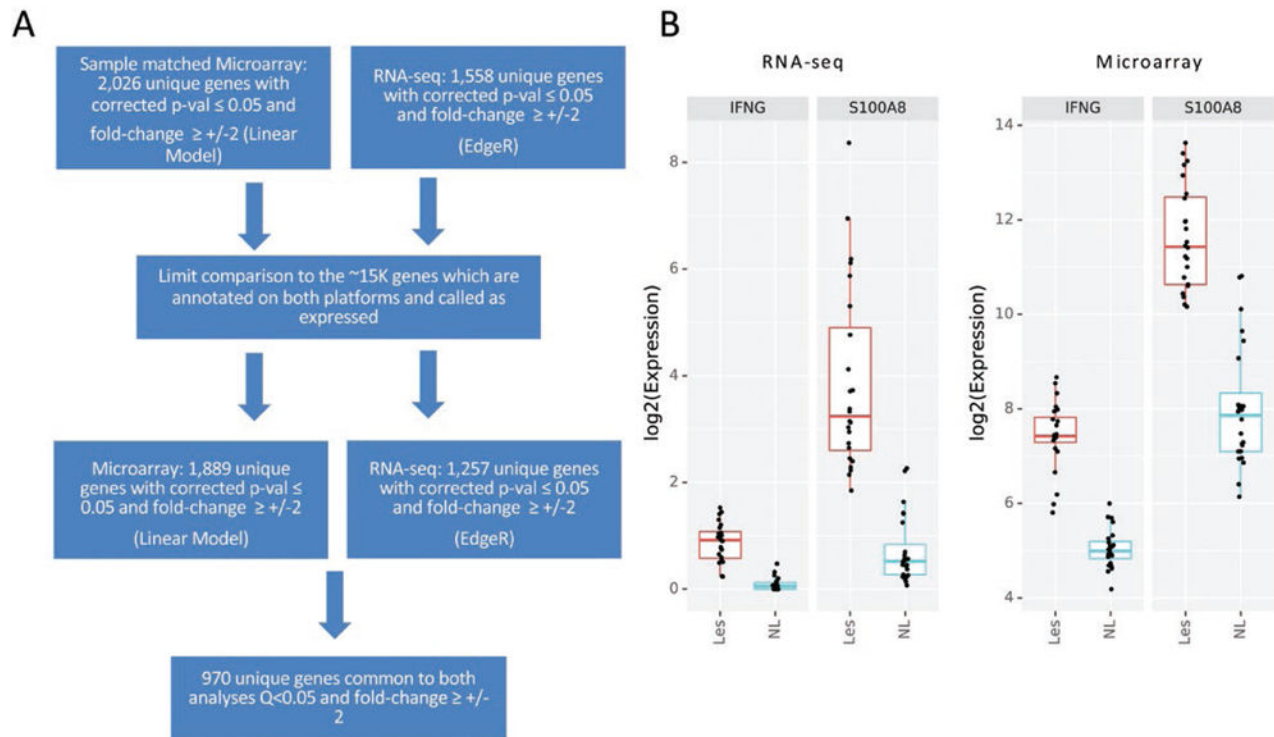 A
Sample matched Microarray:
2,026 unique genes with
corrected p-val ≤ 0.05 and
fold-change ≥ +/-2 (Linear
Model)
RNA-seq: 1,558 unique genes
with corrected p-val ≤ 0.05
and fold-change ≥ +/-2
(EdgeR)
Limit comparison to the ~15K genes which are
annotated on both platforms and called as
expressed
Microarray: 1,889 unique
genes with corrected p-val ≤
0.05 and fold-change ≥ +/-2
(Linear Model)
RNA-seq: 1,257 unique genes
with corrected p-val ≤ 0.05
and fold-change ≥ +/-2
(EdgeR)
970 unique genes common to both
analyses Q<0.05 and fold-change ≥ +/-
2
B
RNA-seq
IFNG
S100A8
log2(Expression)
8
6
4
2
0
Les
NL
Les
NL
Microarray
IFNG
S100A8
log2(Expression)
14
12
10
8
6
4
Les
NL
Les
NL